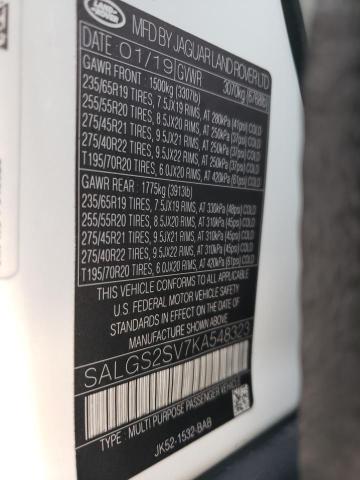 LAND-
ROVER
MFD BY JAGUAR LAND ROVER LTD
DATE 01/19 GVWR 3070kg (6768lb)
GAWR FRONT : 1500kg (3307lb)
235/65R19 TIRES, 7.5JX19 RIMS, AT 280kPa (41psi) COLD
255/55R20 TIRES, 8.5JX20 RIMS, AT 250kPa (37psi) COLD
275/45R21 TIRES, 9.5JX21 RIMS, AT 250kPa (37psi) COLD
275/40R22 TIRES, 9.5JX22 RIMS, AT 250kPa (37psi) COLD
T195/70R20 TIRES, 6.0JX20 RIMS, AT 420kPa (61psi) COLD
GAWR REAR : 1775kg (3913lb)
235/65R19 TIRES, 7.5JX19 RIMS, AT 330kPa (48psi) COLD
255/55R20 TIRES, 8.5JX20 RIMS, AT 310kPa (45psi) COLD
275/45R21 TIRES, 9.5JX21 RIMS, AT 310kPa (45psi) COLD
275/40R22 TIRES, 9.5JX22 RIMS, AT 310kPa (45psi) COLD
T195/70R20 TIRES, 6.0JX20 RIMS, AT 420kPa (61psi) COLD
THIS VEHICLE CONFORMS TO ALL APPLICABLE
U.S. FEDERAL MOTOR VEHICLE SAFETY
STANDARDS IN EFFECT ON THE DATE OF
MANUFACTURE SHOWN ABOVE.
SALGS2SV7KA548323
TYPE: MULTI PURPOSE PASSENGER VEHICLE
JK52-1532-BAB